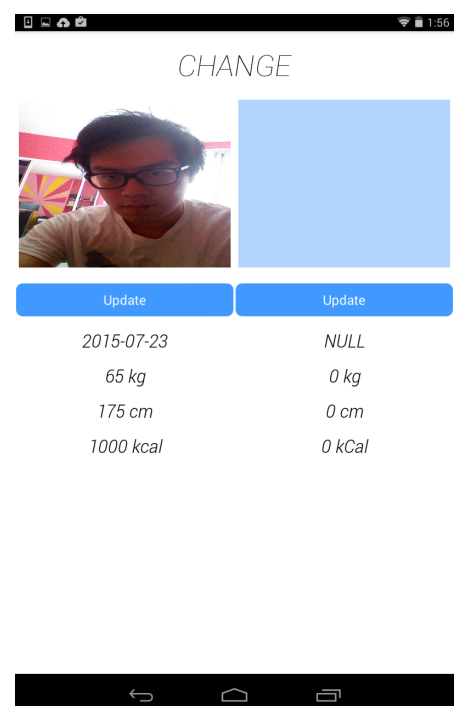 1:56
CHANGE
Update Update
2015-07-23 NULL
65 kg 0 kg
175 cm 0 cm
1000 kcal 0 kCal